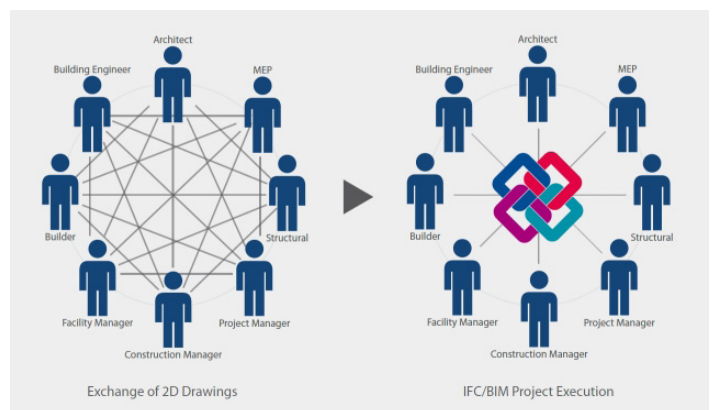 Architect
Building Engineer
MEP
Builder
Structural
Facility Manager
Project Manager
Construction Manager
Exchange of 2D Drawings
Architect
Building Engineer
MEP
Builder
Structural
Facility Manager
Project Manager
Construction Manager
IFC/BIM Project Execution